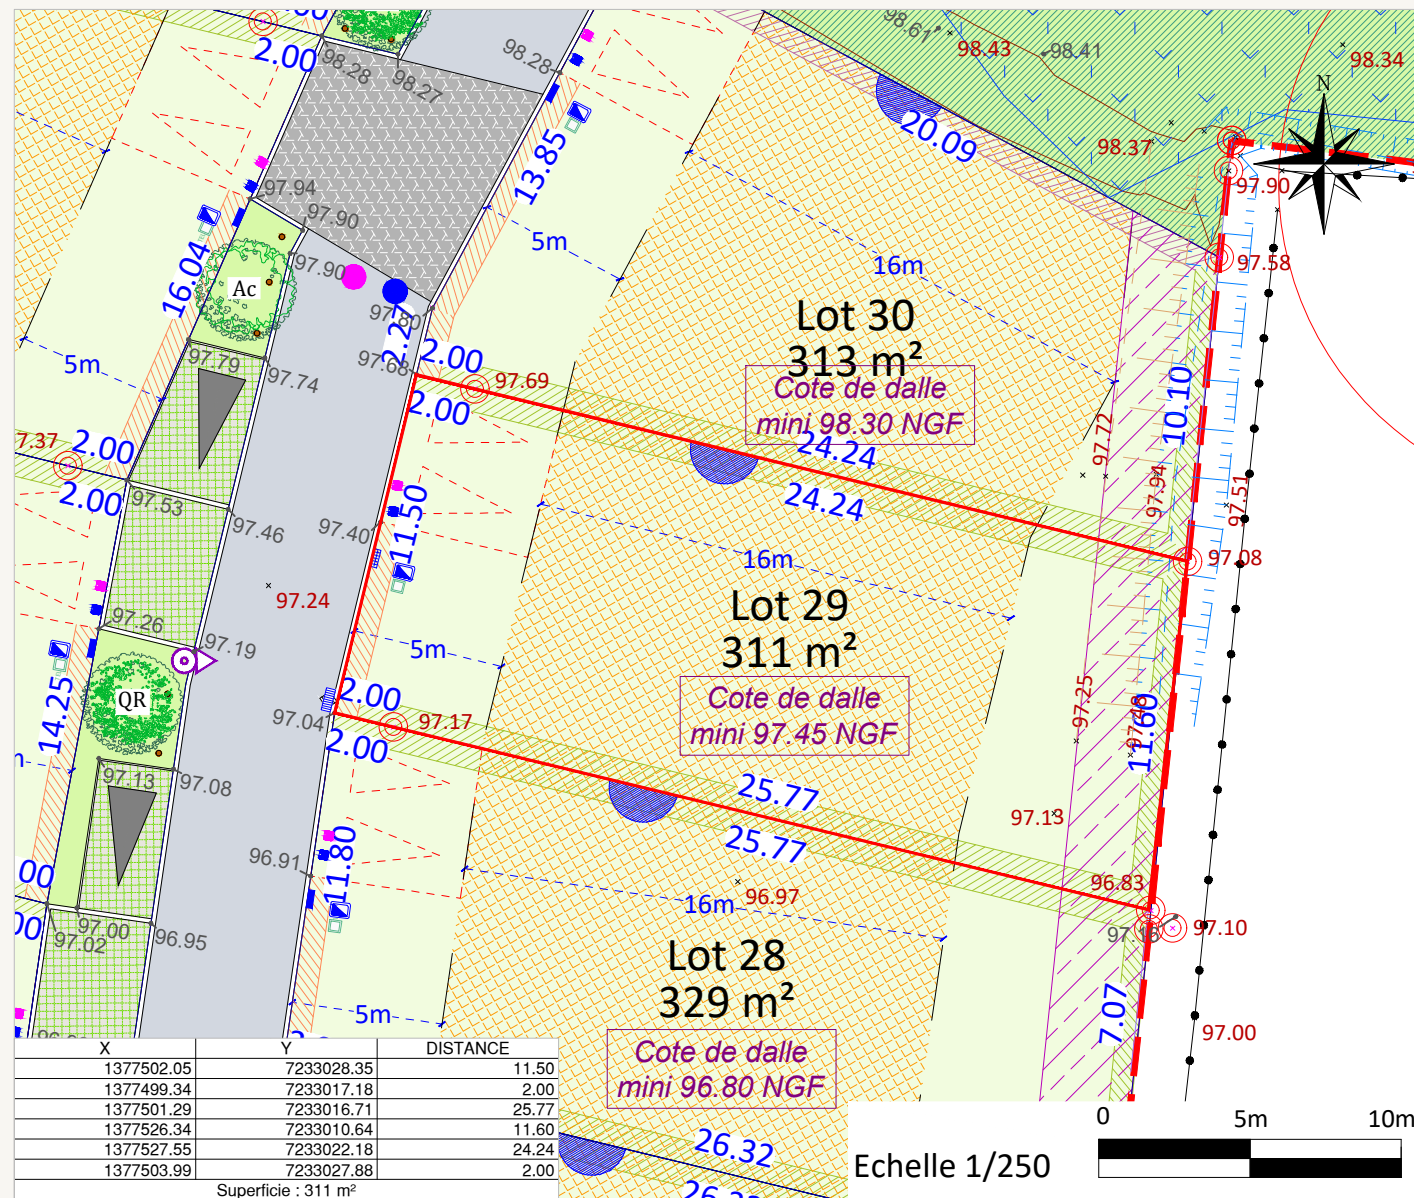 2.00
98.28
98.27
98.28
98.61
98.43
98.41
98.34
N
20.09
98.37
97.90
97.58
13.85
97.94
97.90
97.90
5m
16.04
Ac
97.80
2.27
16m
Lot 30
313 m²
Cote de dalle
mini 98.30 NGF
5m
97.79
97.74
97.68
2.00
97.69
2.00
24.24
24.24
10.10
97.72
97.94
97.51
7.37
2.00
2.00
97.53
97.46
97.40
11.50
16m
97.08
97.24
Lot 29
311 m²
Cote de dalle
mini 97.45 NGF
97.26
97.19
5m
QR
14.25
2.00
97.04
97.17
2.00
97.25
11.60
97.13
97.08
25.77
25.77
97.13
96.91
11.80
96.83
96.97
16m
97.10
00
00
97.02
97.00
96.95
Lot 28
329 m²
Cote de dalle
mini 96.80 NGF
5m
7.07
97.00
X Y DISTANCE
1377502.05 7233028.35 11.50
1377499.34 7233017.18 2.00
1377501.29 7233016.71 25.77
1377526.34 7233010.64 11.60
1377527.55 7233022.18 24.24
1377503.99 7233027.88 2.00
Superficie : 311 m²
26.32
Echelle 1/250
0 5m 10m